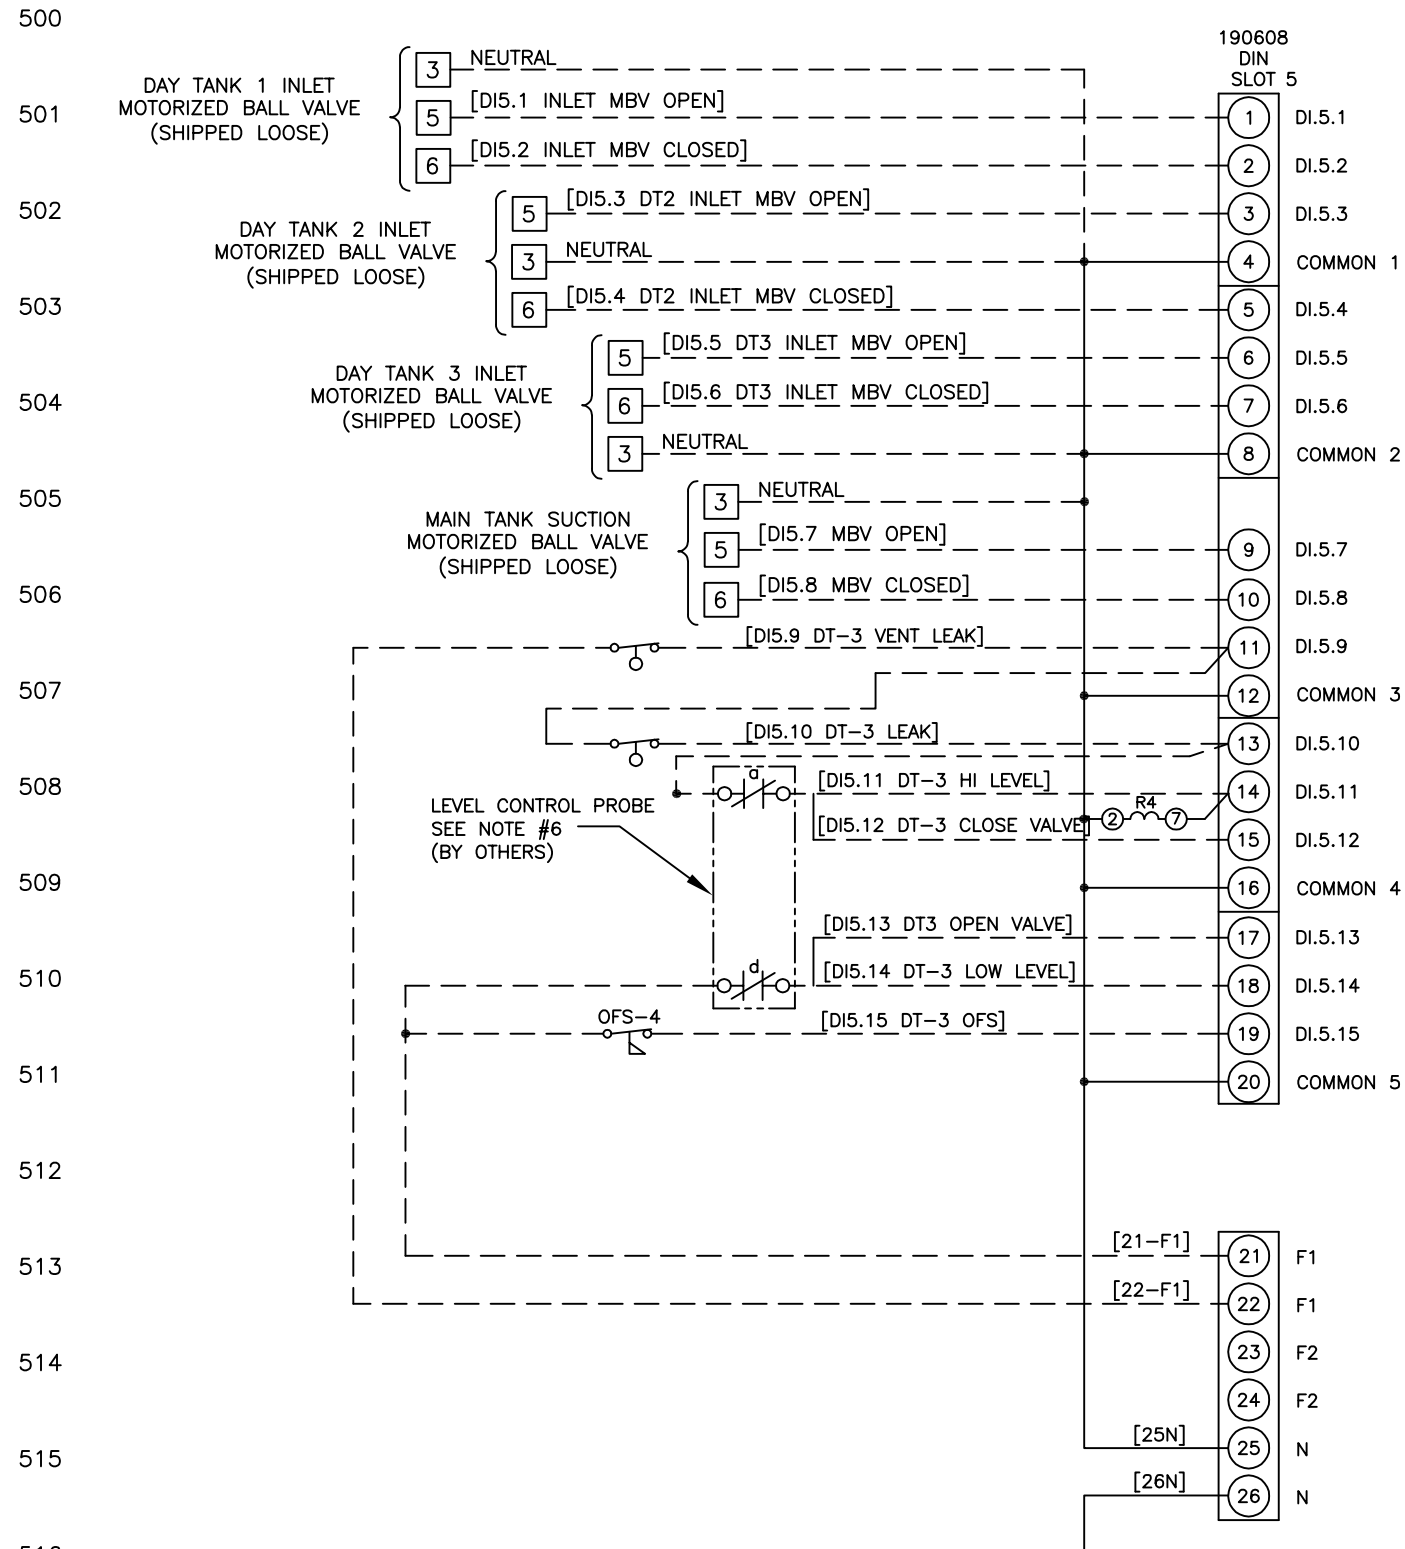 500
190608
DIN
SLOT 5
DAY TANK 1 INLET
MOTORIZED BALL VALVE
(SHIPPED LOOSE)
3 NEUTRAL
501
5 [DI5.1 INLET MBV OPEN] 1 DI.5.1
6 [DI5.2 INLET MBV CLOSED] 2 DI.5.2
502
DAY TANK 2 INLET
MOTORIZED BALL VALVE
(SHIPPED LOOSE)
5 [DI5.3 DT2 INLET MBV OPEN] 3 DI.5.3
3 NEUTRAL 4 COMMON 1
503
6 [DI5.4 DT2 INLET MBV CLOSED] 5 DI.5.4
DAY TANK 3 INLET
MOTORIZED BALL VALVE
(SHIPPED LOOSE)
5 [DI5.5 DT3 INLET MBV OPEN] 6 DI.5.5
504
6 [DI5.6 DT3 INLET MBV CLOSED] 7 DI.5.6
3 NEUTRAL 8 COMMON 2
505
MAIN TANK SUCTION
MOTORIZED BALL VALVE
(SHIPPED LOOSE)
3 NEUTRAL
5 [DI5.7 MBV OPEN] 9 DI.5.7
506
6 [DI5.8 MBV CLOSED] 10 DI.5.8
[DI5.9 DT-3 VENT LEAK] 11 DI.5.9
507
12 COMMON 3
[DI5.10 DT-3 LEAK] 13 DI.5.10
508
LEVEL CONTROL PROBE
SEE NOTE #6
(BY OTHERS)
a
[DI5.11 DT-3 HI LEVEL] 14 DI.5.11
2 R4 7
[DI5.12 DT-3 CLOSE VALVE] 15 DI.5.12
509
16 COMMON 4
[DI5.13 DT3 OPEN VALVE] 17 DI.5.13
510
d
[DI5.14 DT-3 LOW LEVEL] 18 DI.5.14
OFS-4
[DI5.15 DT-3 OFS] 19 DI.5.15
511
20 COMMON 5
512
513
[21-F1] 21 F1
[22-F1] 22 F1
514
23 F2
24 F2
515
[25N] 25 N
[26N] 26 N